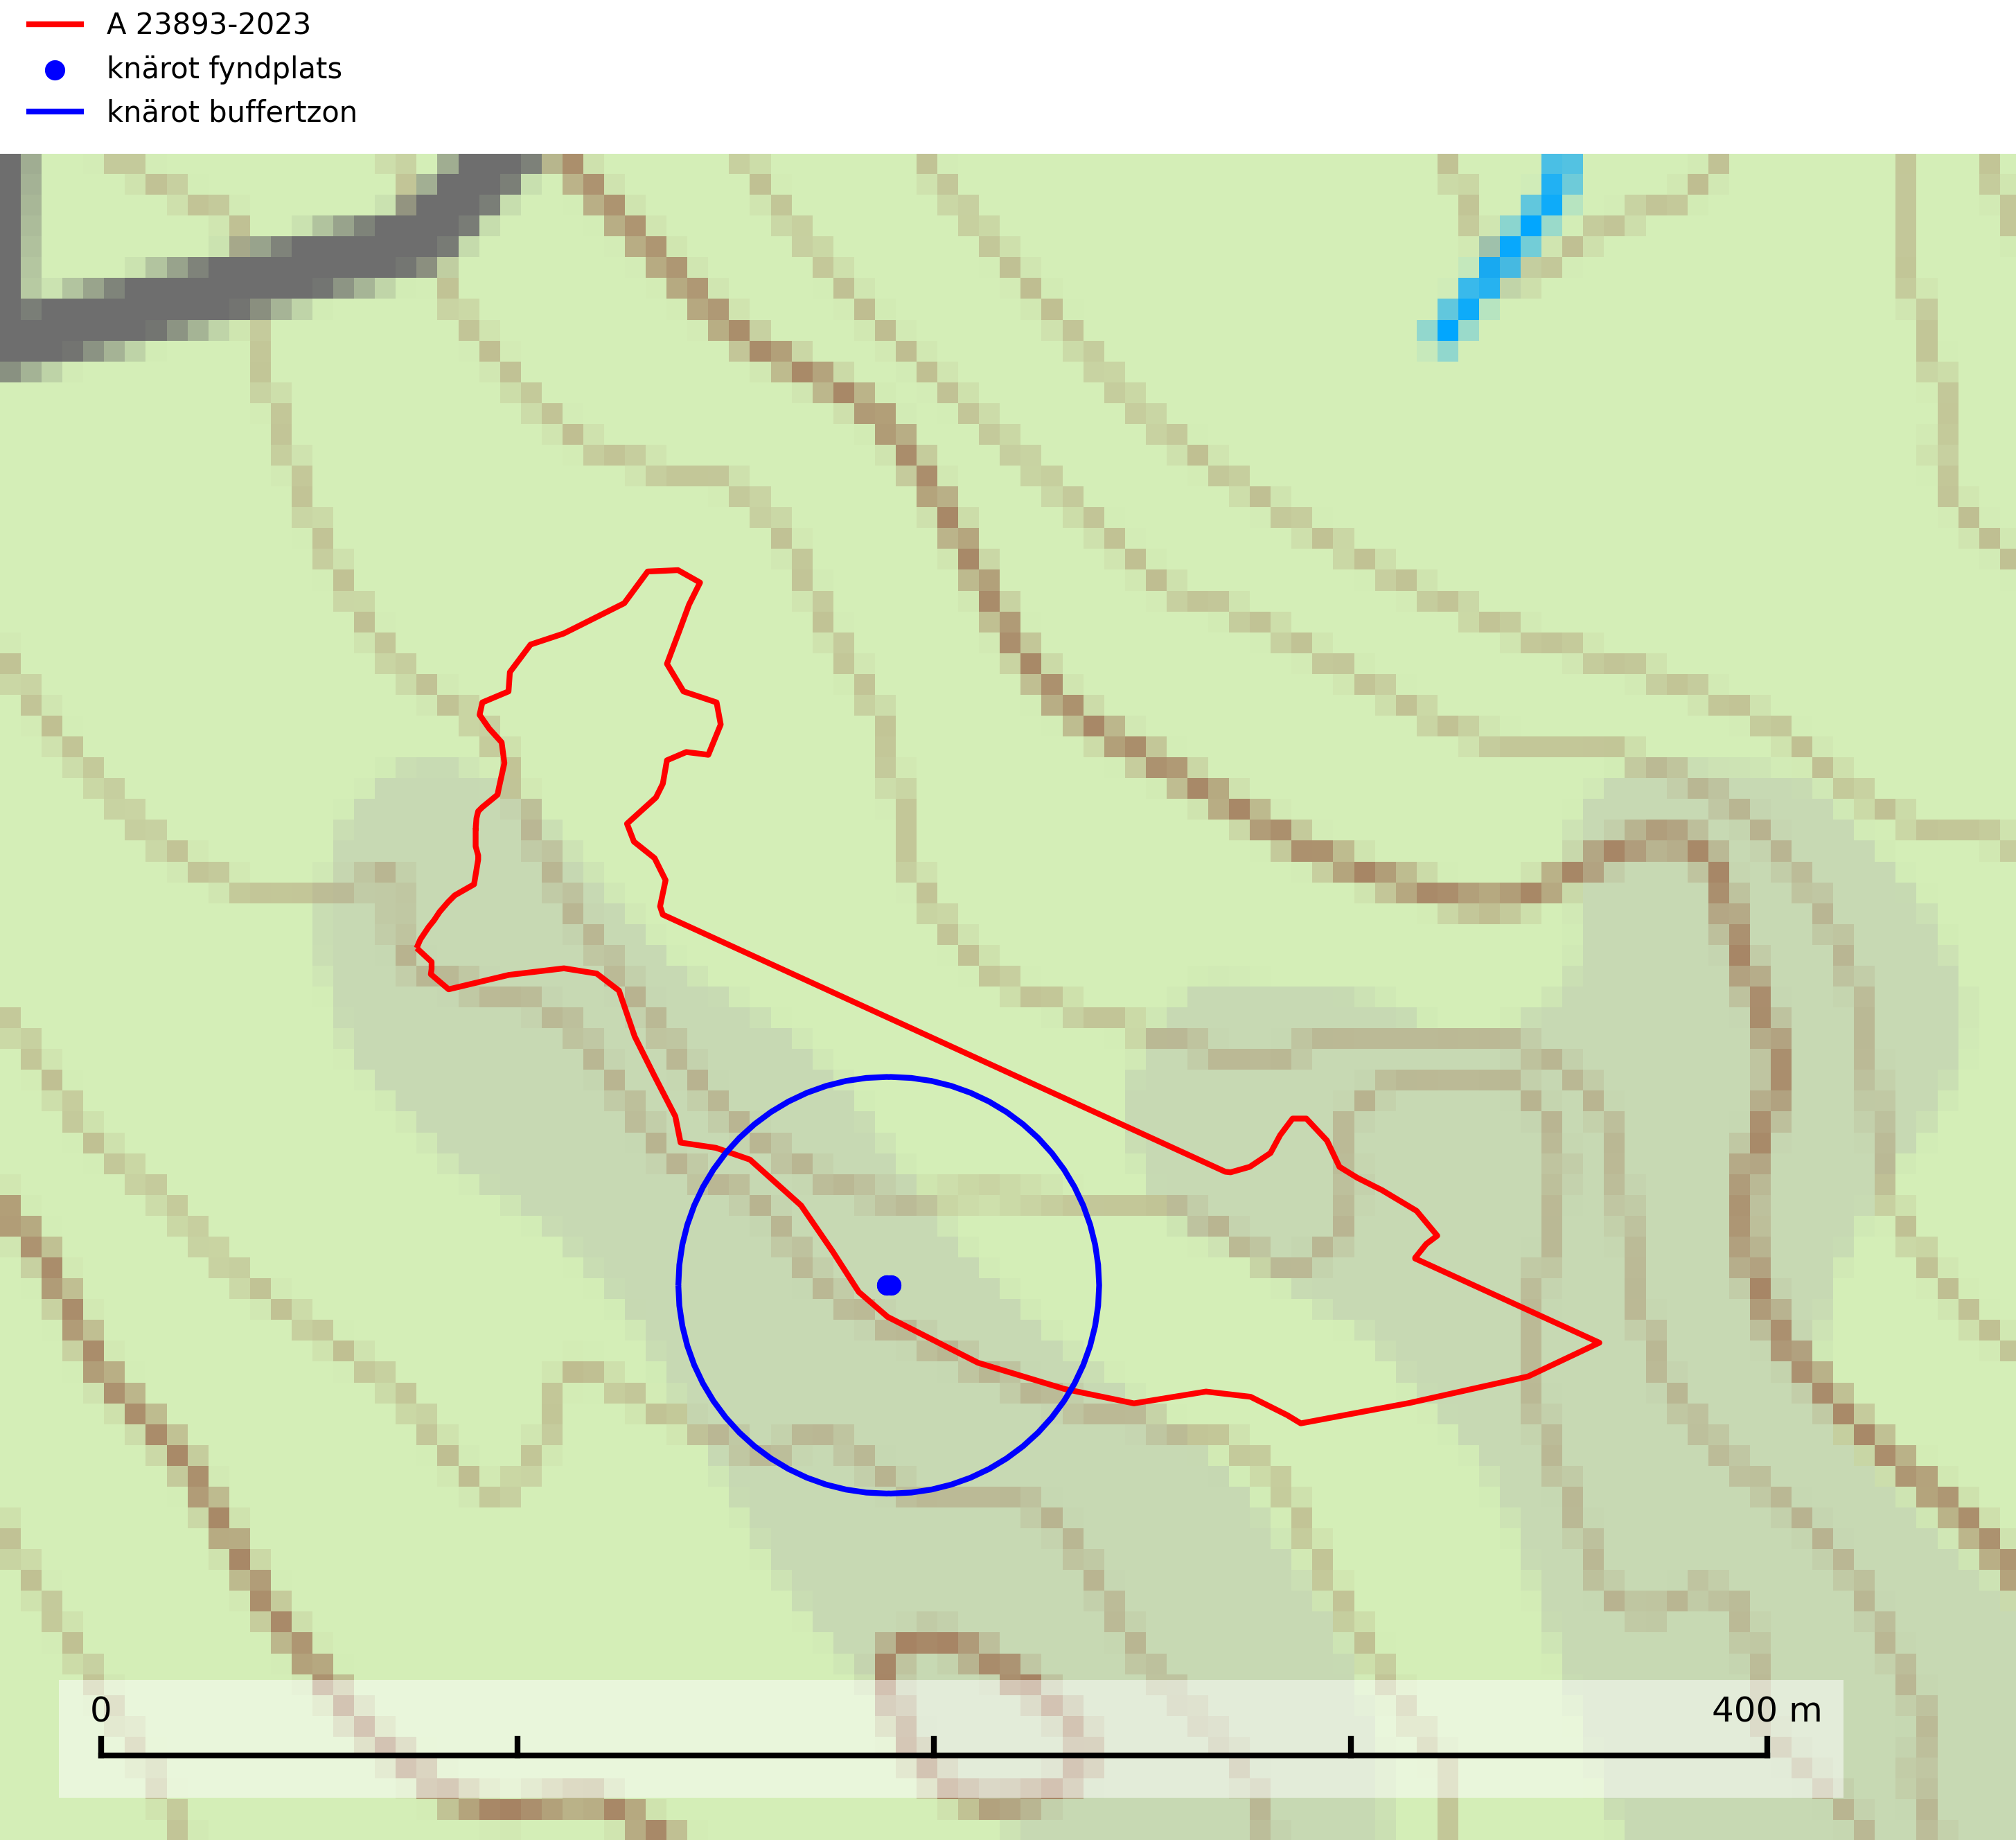 A 23893-2023
knärot fyndplats
knärot buffertzon
0 400 m